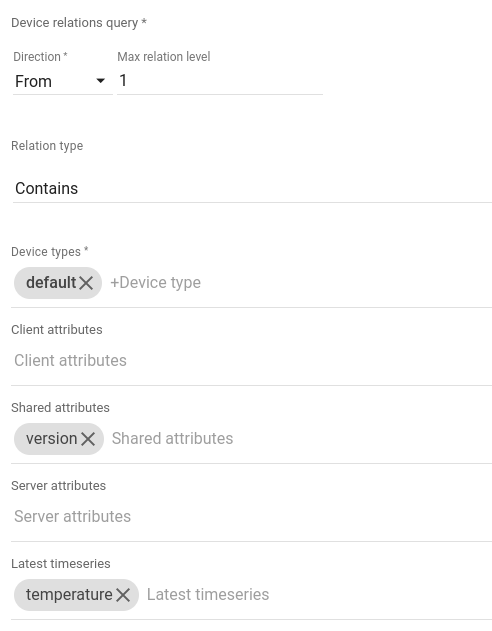 Device relations query *
Direction * Max relation level
From 1
Relation type
Contains
Device types *
default +Device type
Client attributes
Client attributes
Shared attributes
version Shared attributes
Server attributes
Server attributes
Latest timeseries
temperature Latest timeseries